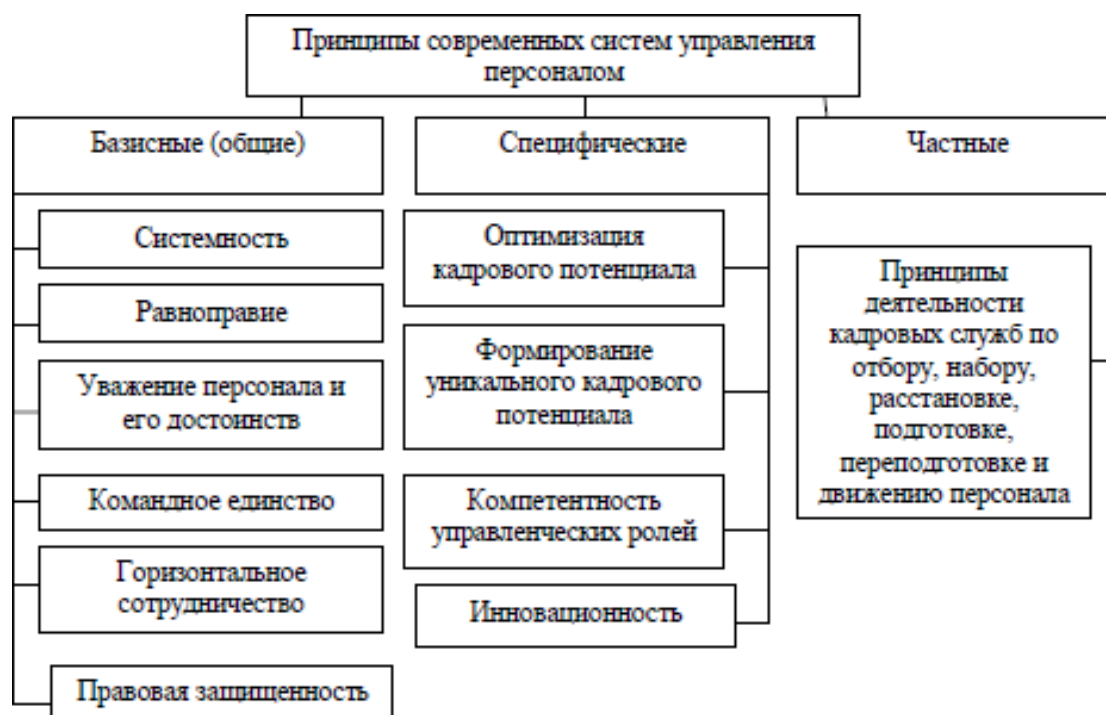 Принципы современных систем управления
персоналом
Базисные (общие)
Специфические
Частные
Системность
Равноправие
Уважение персонала и
его достоинств
Командное единство
Горизонтальное
сотрудничество
Правовая защищенность
Оптимизация
кадрового потенциала
Формирование
уникального кадрового
потенциала
Компетентность
управленческих ролей
Инновационность
Принципы
деятельности
кадровых служб по
отбору, набору,
расстановке,
подготовке,
переподготовке и
движению персонала